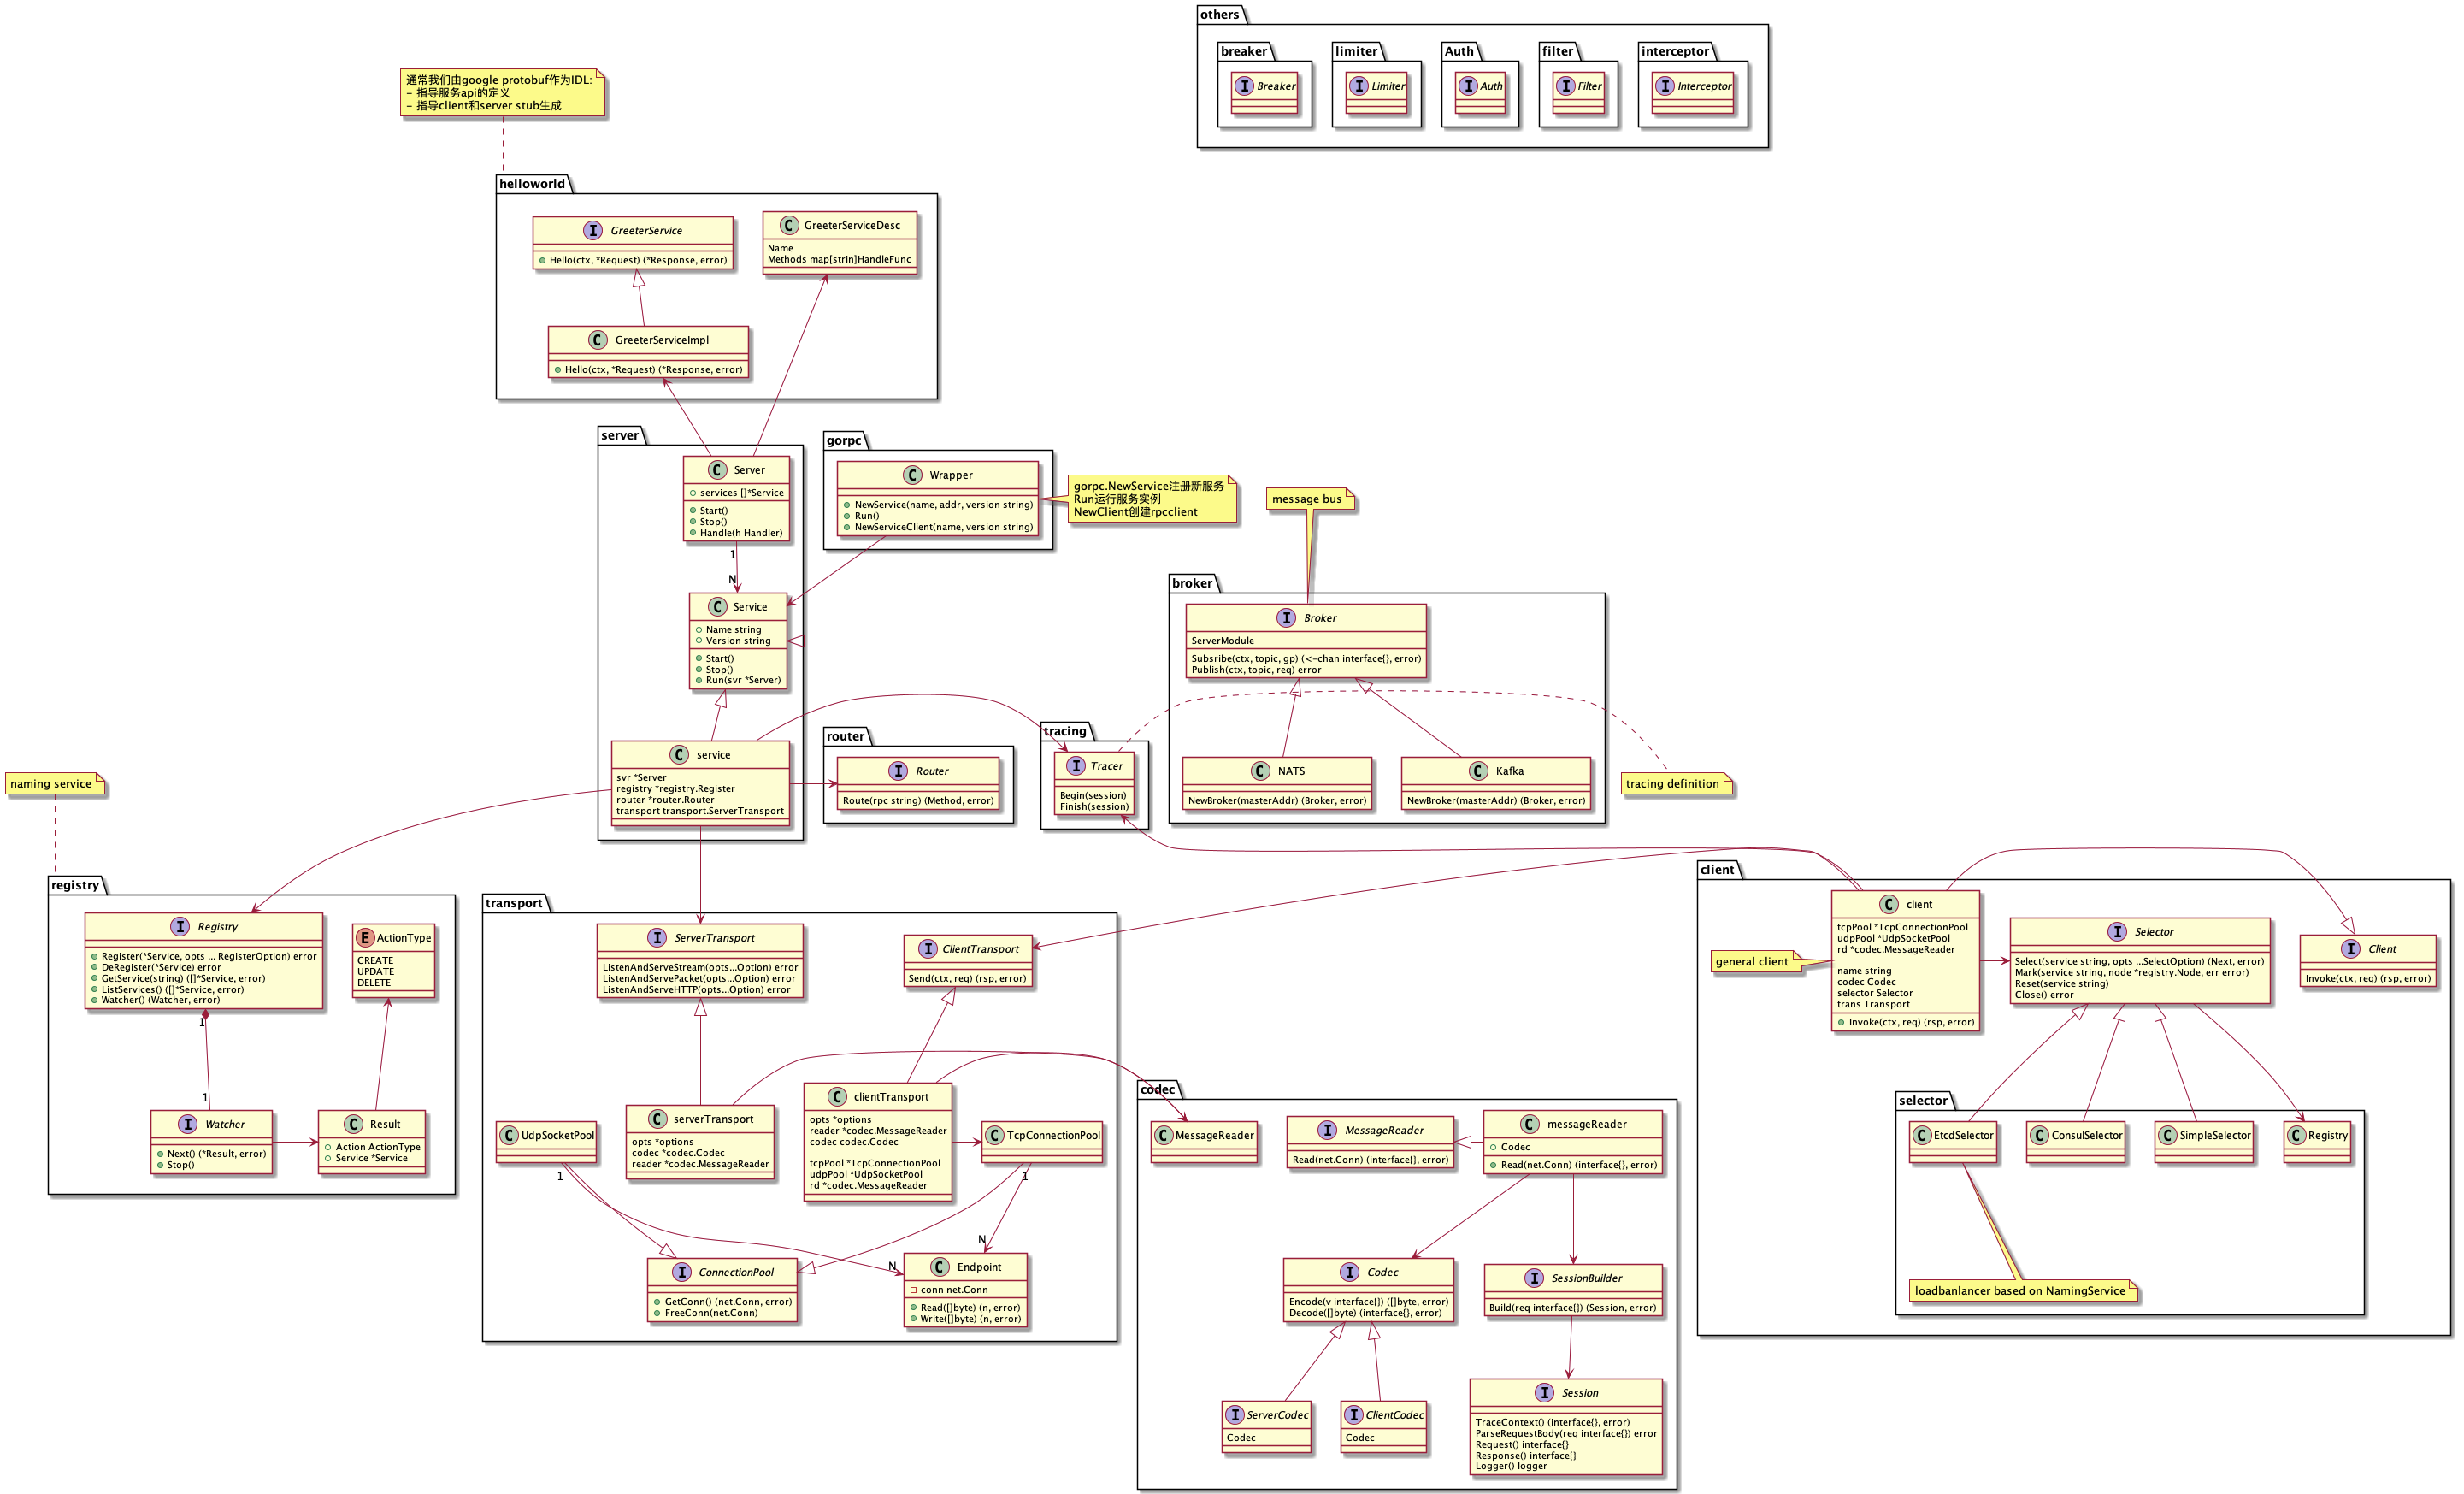 others
breaker
I Breaker
limiter
I Limiter
Auth
I Auth
filter
I Filter
interceptor
I Interceptor
通常我们由google protobuf作为IDL:
- 指导服务api的定义
- 指导client和server stub生成
helloworld
I GreeterService
Hello(ctx, *Request) (*Response, error)
C GreeterServiceDesc
Name
Methods map[strin]HandleFunc
C GreeterServiceImpl
Hello(ctx, *Request) (*Response, error)
server
C Server
services []*Service
Start()
Stop()
Handle(h Handler)
1
N
C Service
Name string
Version string
Start()
Stop()
Run(svr *Server)
C service
svr *Server
registry *registry.Register
router *router.Router
transport transport.ServerTransport
gorpc
C Wrapper
NewService(name, addr, version string)
Run()
NewServiceClient(name, version string)
gorpc.NewService注册新服务
Run运行服务实例
NewClient创建rpcclient
message bus
broker
I Broker
ServerModule
Subsribe(ctx, topic, gp) (<-chan interface{}, error)
Publish(ctx, topic, req) error
C NATS
NewBroker(masterAddr) (Broker, error)
C Kafka
NewBroker(masterAddr) (Broker, error)
router
I Router
Route(rpc string) (Method, error)
tracing
I Tracer
Begin(session)
Finish(session)
tracing definition
naming service
registry
I Registry
Register(*Service, opts ... RegisterOption) error
DeRegister(*Service) error
GetService(string) ([]*Service, error)
ListServices() ([]*Service, error)
Watcher() (Watcher, error)
E ActionType
CREATE
UPDATE
DELETE
1
1
I Watcher
Next() (*Result, error)
Stop()
C Result
Action ActionType
Service *Service
transport
I ServerTransport
ListenAndServeStream(opts...Option) error
ListenAndServePacket(opts...Option) error
ListenAndServeHTTP(opts...Option) error
I ClientTransport
Send(ctx, req) (rsp, error)
C UdpSocketPool
C serverTransport
opts *options
codec *codec.Codec
reader *codec.MessageReader
C clientTransport
opts *options
reader *codec.MessageReader
codec codec.Codec
tcpPool *TcpConnectionPool
udpPool *UdpSocketPool
rd *codec.MessageReader
C TcpConnectionPool
1
1
N
N
I ConnectionPool
GetConn() (net.Conn, error)
FreeConn(net.Conn)
C Endpoint
conn net.Conn
Read([]byte) (n, error)
Write([]byte) (n, error)
codec
C MessageReader
I MessageReader
Read(net.Conn) (interface{}, error)
C messageReader
Codec
Read(net.Conn) (interface{}, error)
I Codec
Encode(v interface{}) ([]byte, error)
Decode([]byte) (interface{}, error)
I SessionBuilder
Build(req interface{}) (Session, error)
I ServerCodec
Codec
I ClientCodec
Codec
I Session
TraceContext() (interface{}, error)
ParseRequestBody(req interface{}) error
Request() interface{}
Response() interface{}
Logger() logger
client
general client
C client
tcpPool *TcpConnectionPool
udpPool *UdpSocketPool
rd *codec.MessageReader
name string
codec Codec
selector Selector
trans Transport
Invoke(ctx, req) (rsp, error)
I Selector
Select(service string, opts ...SelectOption) (Next, error)
Mark(service string, node *registry.Node, err error)
Reset(service string)
Close() error
I Client
Invoke(ctx, req) (rsp, error)
selector
C EtcdSelector
C ConsulSelector
C SimpleSelector
C Registry
loadbanlancer based on NamingService